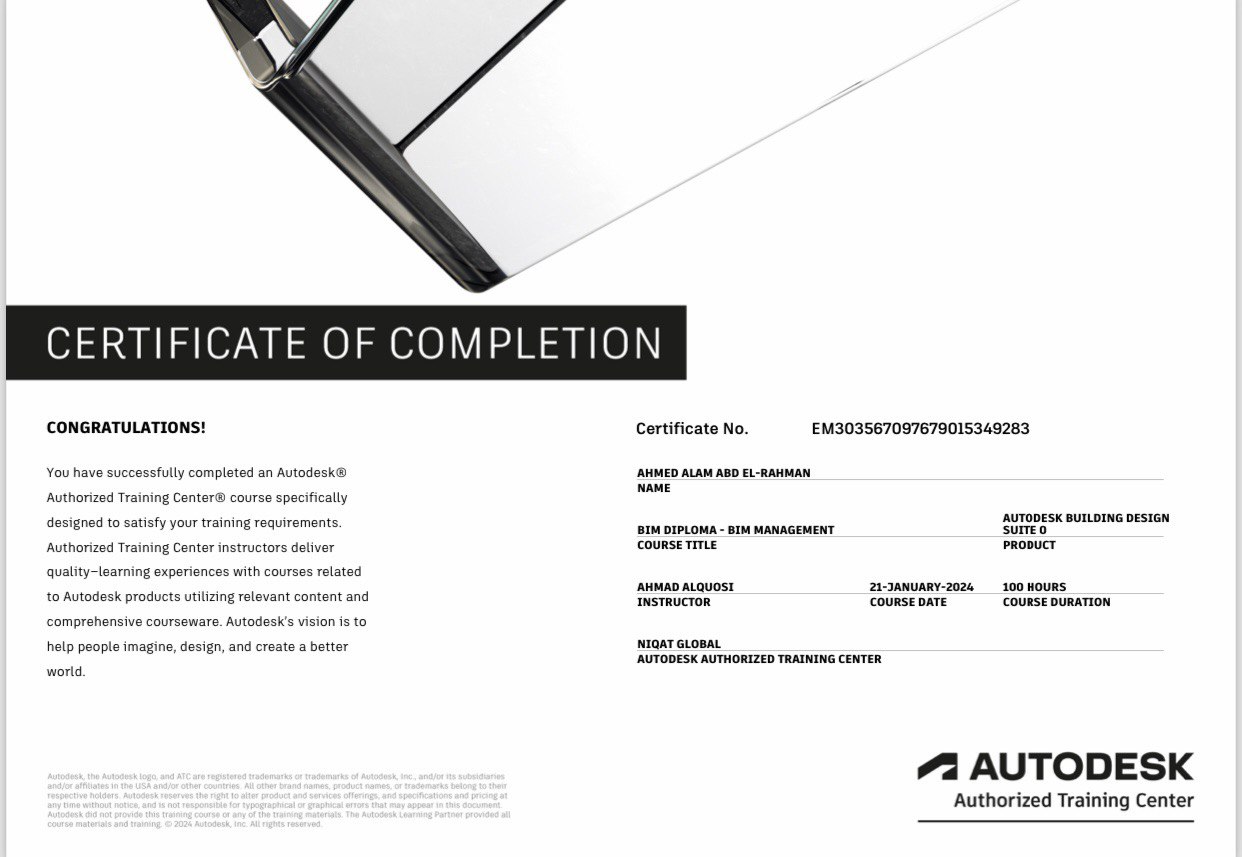 CERTIFICATE OF COMPLETION
CONGRATULATIONS!
You have successfully completed an Autodesk®
Authorized Training Center® course specifically
designed to satisfy your training requirements.
Authorized Training Center instructors deliver
quality–learning experiences with courses related
to Autodesk products utilizing relevant content and
comprehensive courseware. Autodesk's vision is to
help people imagine, design, and create a better
world.
Certificate No. EM303567097679015349283
AHMED ALAM ABD EL-RAHMAN
NAME
BIM DIPLOMA - BIM MANAGEMENT
COURSE TITLE
AUTODESK BUILDING DESIGN
SUITE 0
PRODUCT
AHMAD ALQUOSI
INSTRUCTOR
21-JANUARY-2024
COURSE DATE
100 HOURS
COURSE DURATION
NIQAT GLOBAL
AUTODESK AUTHORIZED TRAINING CENTER
Autodesk, the Autodesk logo, and ATC are registered trademarks or trademarks of Autodesk, Inc., and/or its subsidiaries
and/or affiliates in the USA and/or other countries. All other brand names, product names, or trademarks belong to their
respective holders. Autodesk reserves the right to alter product and services offerings, and specifications and pricing at
any time without notice, and is not responsible for typographical or graphical errors that may appear in this document.
Autodesk did not provide this training course or any of the training materials. The Autodesk Learning Partner provided all
course materials and training. © 2024 Autodesk, Inc. All rights reserved.
AUTODESK
Authorized Training Center